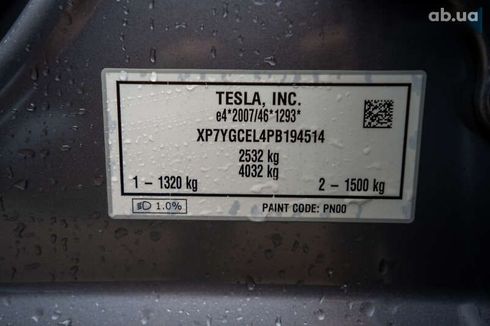 ab.ua
TESLA, INC.
e4*2007/46*1293*
XP7YGCEL4PB194514
2532 kg
4032 kg
1 – 1320 kg 2 – 1500 kg
1.0% PAINT CODE: PN00